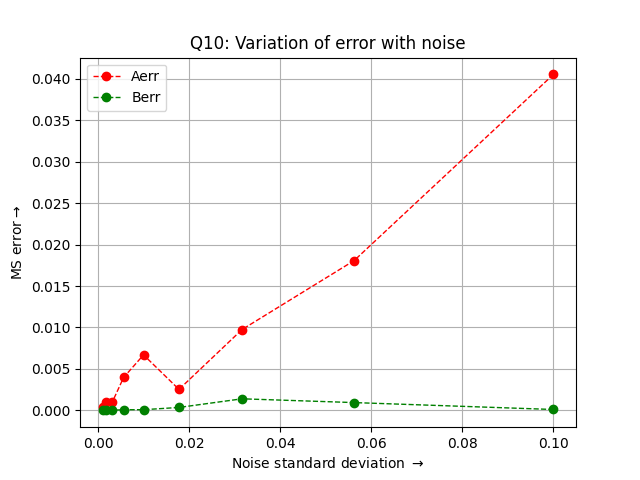 Q10: Variation of error with noise
Aerr
Berr
0.040
0.035
0.030
0.025
0.020
0.015
0.010
0.005
0.000
MS error→
0.00 0.02 0.04 0.06 0.08 0.10
Noise standard deviation →